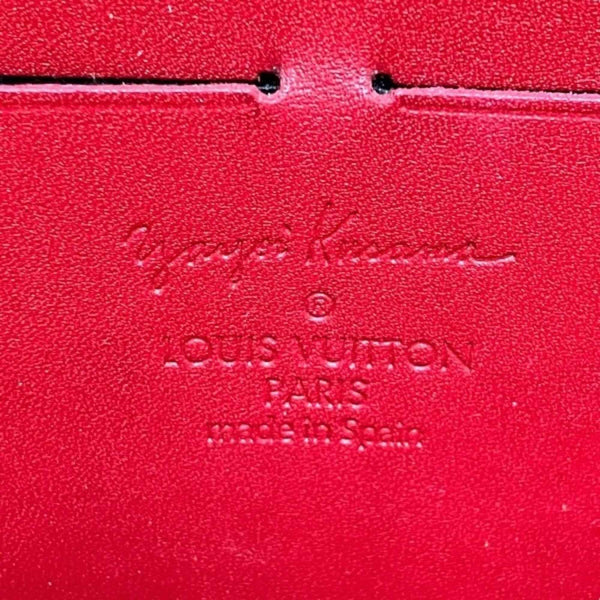 Yayoi Kusama
®
LOUIS VUITTON
PARIS
made in Spain